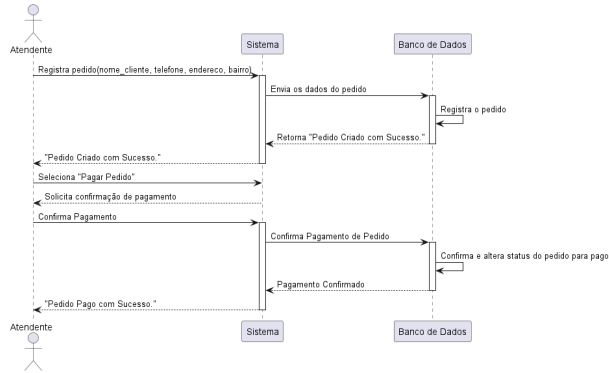 Atendente
Sistema
Banco de Dados
Registra pedido(nome_cliente, telefone, endereco, bairro)
Envia os dados do pedido
Registra o pedido
Retorna "Pedido Criado com Sucesso."
"Pedido Criado com Sucesso."
Seleciona "Pagar Pedido"
Solicita confirmação de pagamento
Confirma Pagamento
Confirma Pagamento de Pedido
Confirma e altera status do pedido para pago
Pagamento Confirmado
"Pedido Pago com Sucesso."
Atendente
Sistema
Banco de Dados